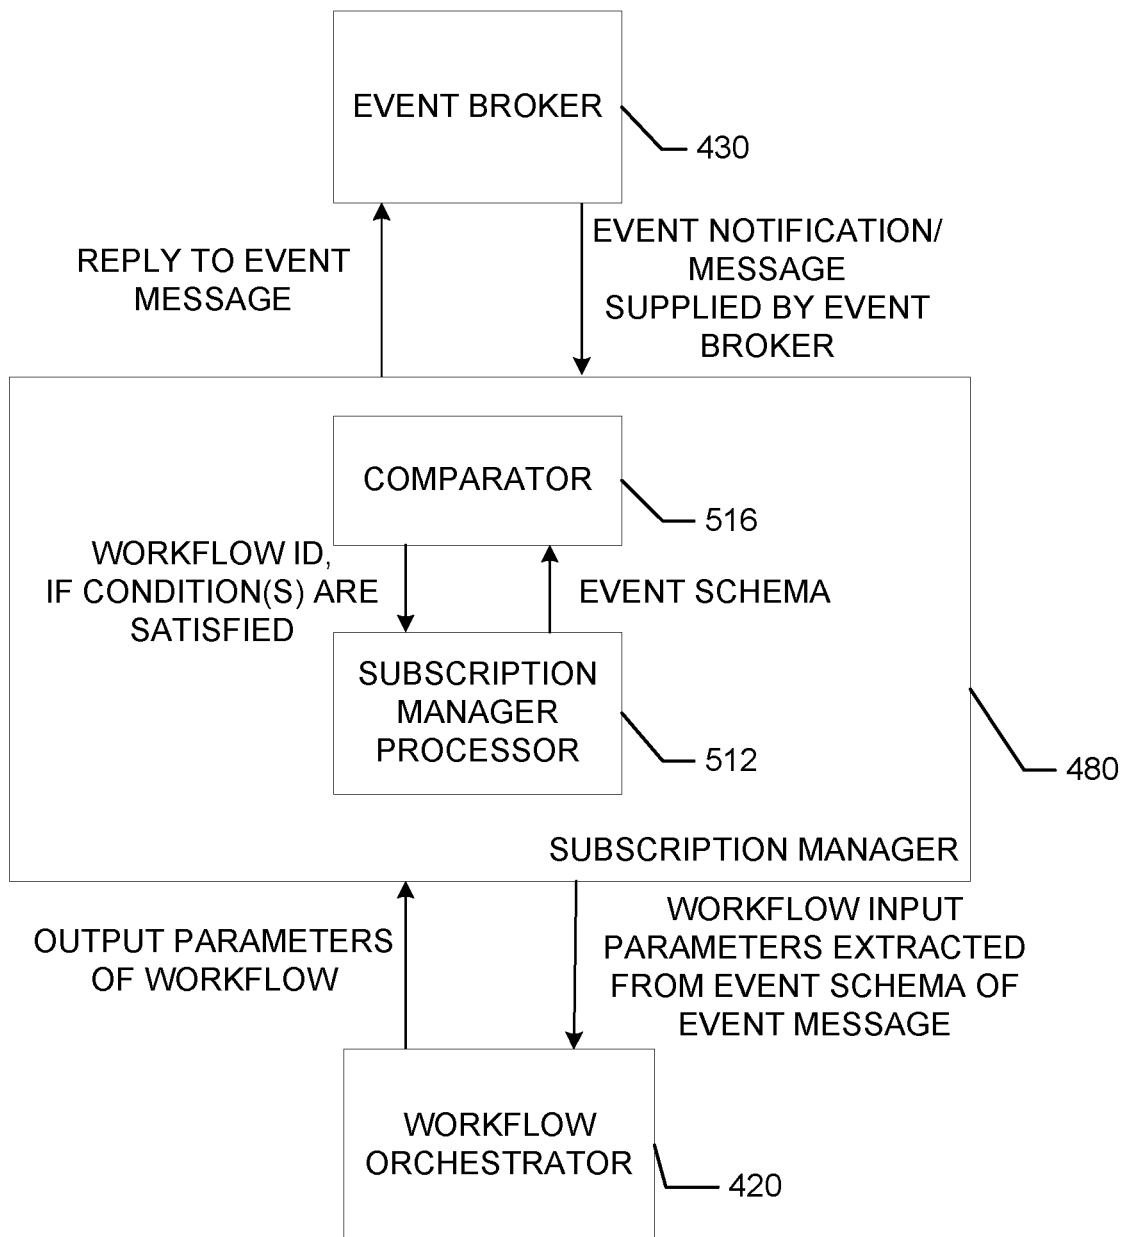 EVENT BROKER
430
REPLY TO EVENT
MESSAGE
EVENT NOTIFICATION/
MESSAGE
SUPPLIED BY EVENT
BROKER
COMPARATOR
516
WORKFLOW ID,
IF CONDITION(S) ARE
SATISFIED
EVENT SCHEMA
SUBSCRIPTION
MANAGER
PROCESSOR
512
480
SUBSCRIPTION MANAGER
OUTPUT PARAMETERS
OF WORKFLOW
WORKFLOW INPUT
PARAMETERS EXTRACTED
FROM EVENT SCHEMA OF
EVENT MESSAGE
WORKFLOW
ORCHESTRATOR
420